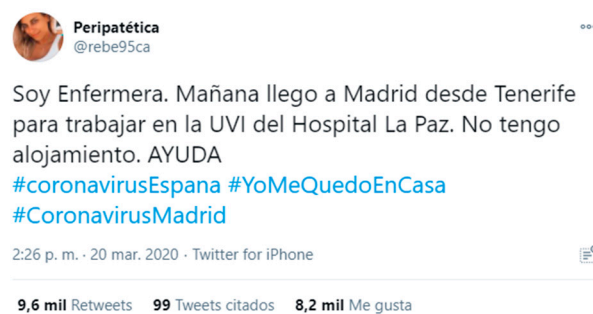 Peripatética
@rebe95ca
Soy Enfermera. Mañana llego a Madrid desde Tenerife
para trabajar en la UVI del Hospital La Paz. No tengo
alojamiento. AYUDA
#coronavirusEspana #YoMeQuedoEnCasa
#CoronavirusMadrid
2:26 p. m. · 20 mar. 2020 · Twitter for iPhone
9,6 mil Retweets 99 Tweets citados 8,2 mil Me gusta